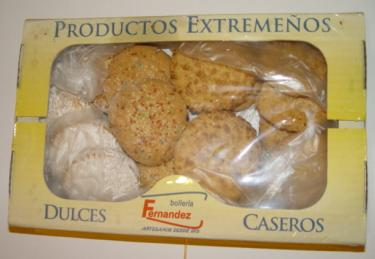 PRODUCTOS EXTREMEÑOS
bollería
Fernandez
DULCES
CASEROS